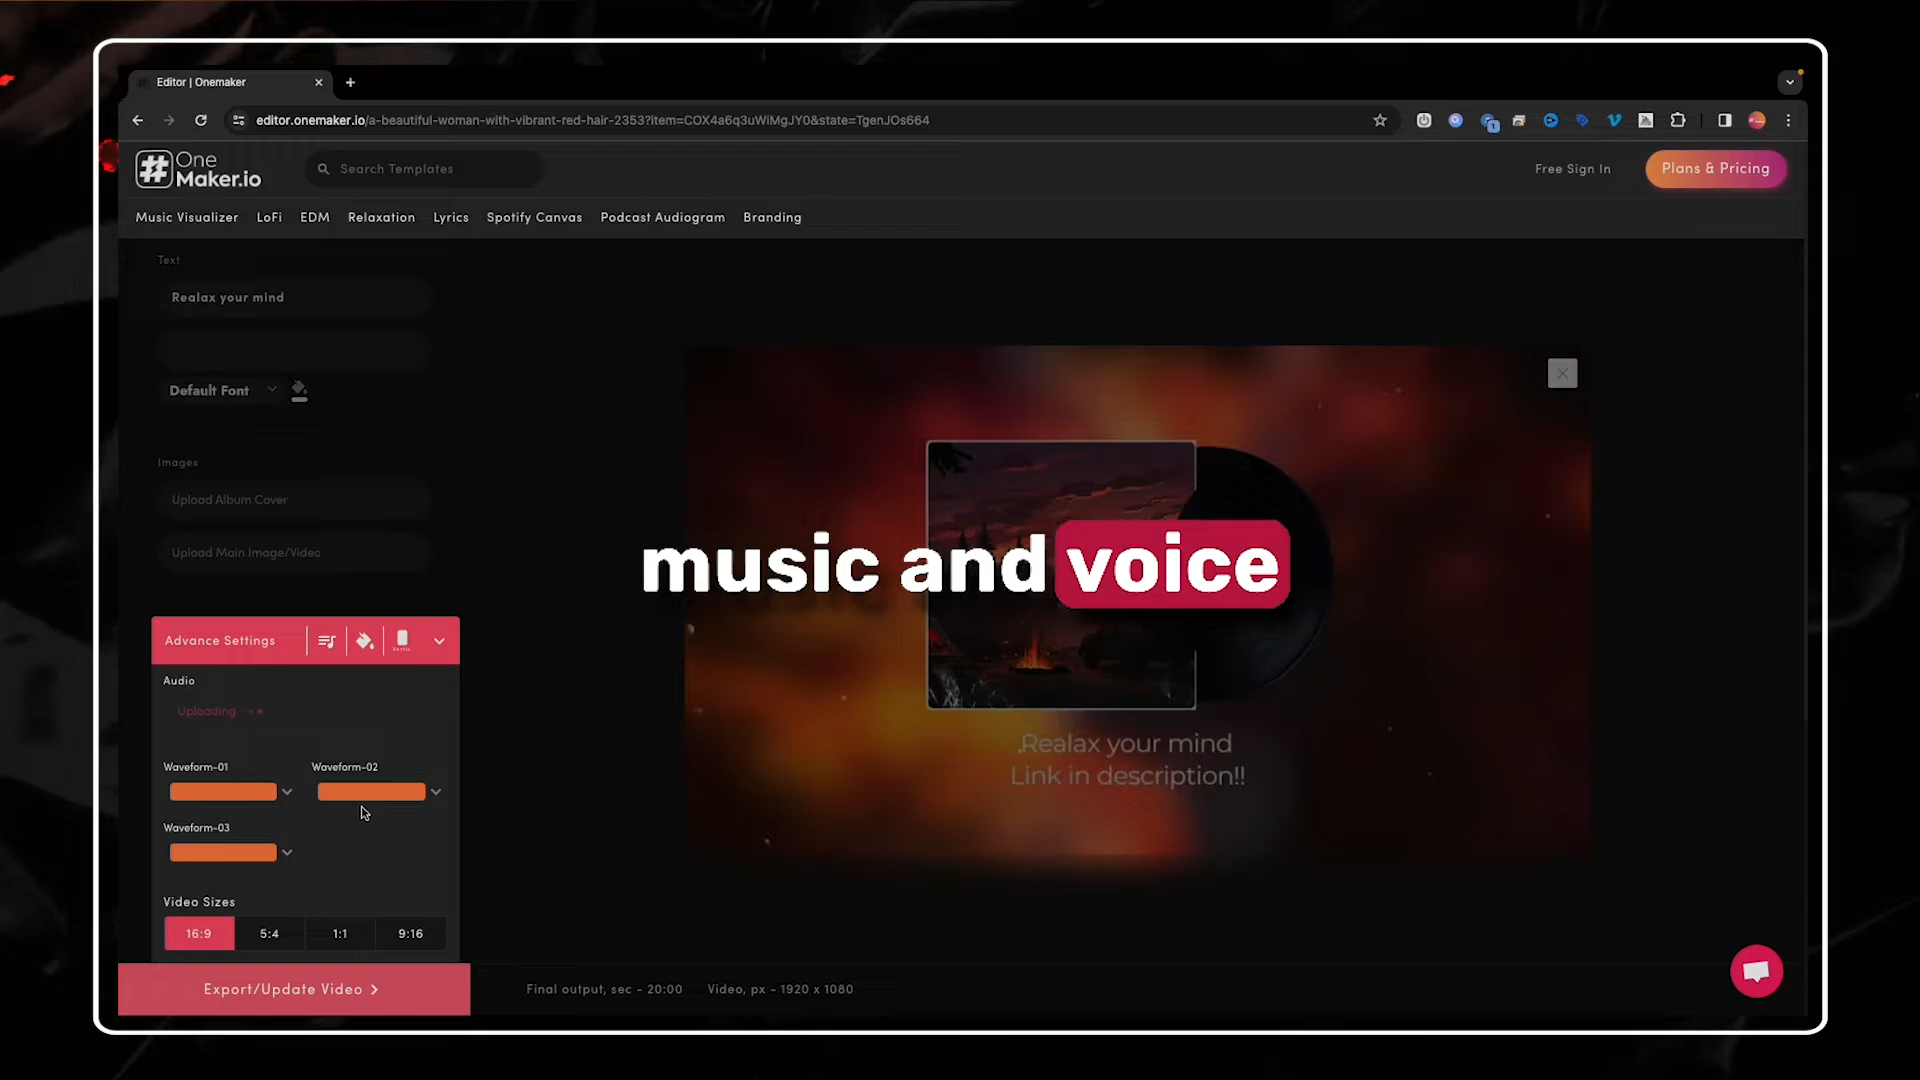 Editor | Onemaker
editor.onemaker.io/a-beautiful-woman-with-vibrant-red-hair-2353?item=COX4a6q3uWlMgJY0&state=TgenJOs664
One
Maker.io
Search Templates
Free Sign In
Plans & Pricing
Music Visualizer
LoFi
EDM
Relaxation
Lyrics
Spotify Canvas
Podcast Audiogram
Branding
Text
Realax your mind
Default Font
Images
Upload Album Cover
Upload Main Image/Video
music and voice
Advance Settings
Audio
Uploading
Waveform-01
Waveform-02
Waveform-03
Video Sizes
16:9
5:4
1:1
9:16
Realax your mind
Link in description!!
Export/Update Video >
Final output, sec - 20:00
Video, px - 1920 x 1080